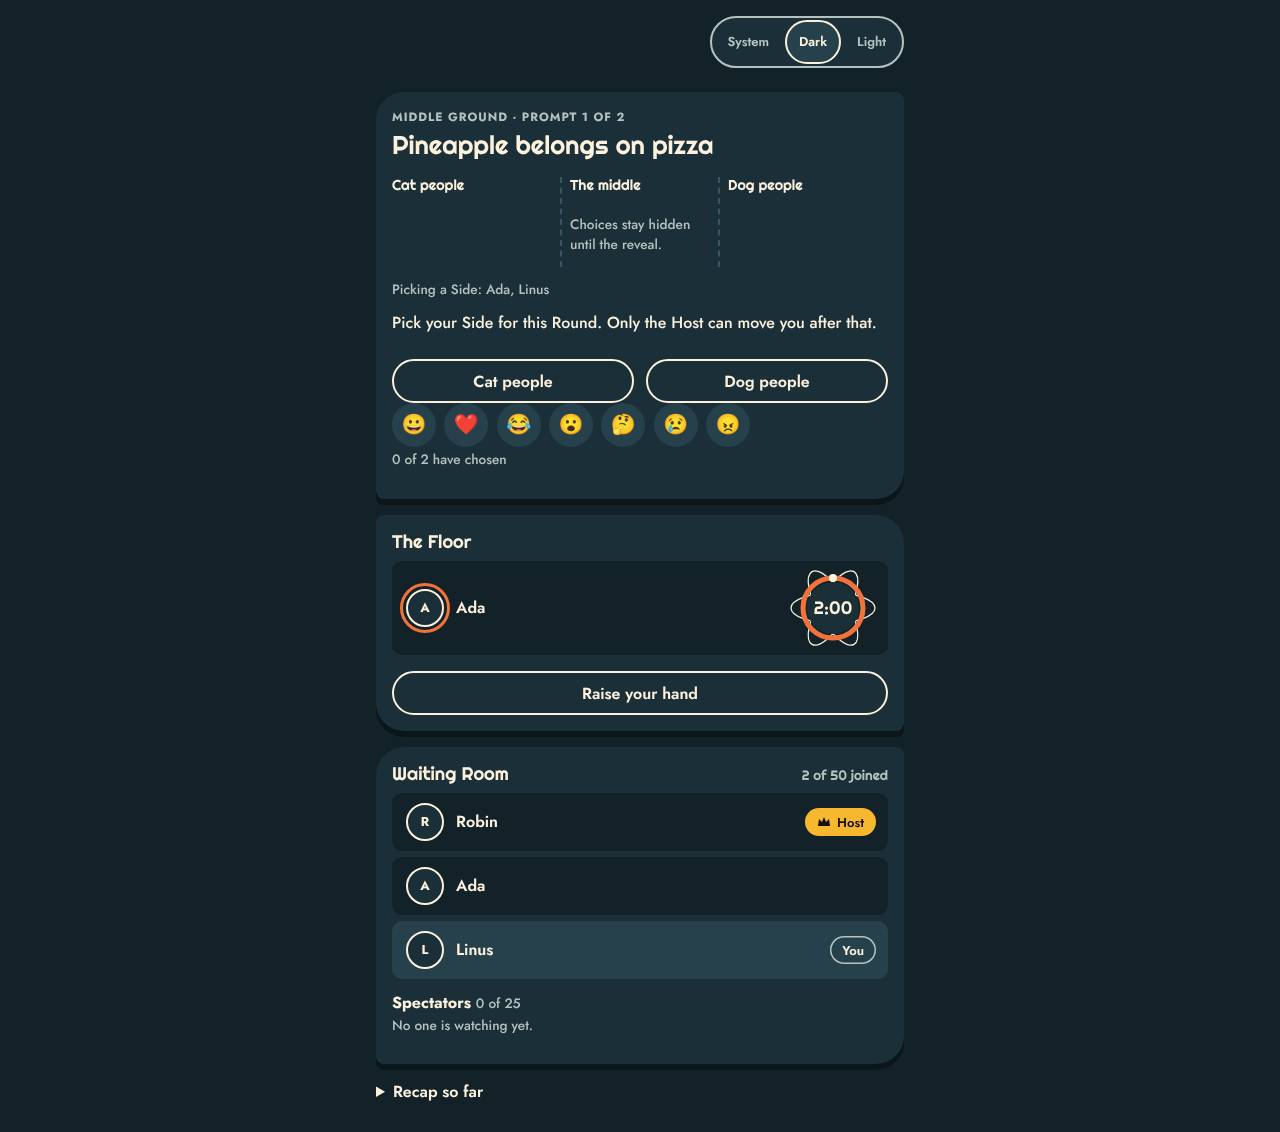 System Dark Light
MIDDLE GROUND · PROMPT 1 OF 2
Pineapple belongs on pizza
Cat people
The middle
Dog people
Choices stay hidden
until the reveal.
Picking a Side: Ada, Linus
Pick your Side for this Round. Only the Host can move you after that.
Cat people
Dog people
0 of 2 have chosen
The Floor
A Ada
2:00
Raise your hand
Waiting Room
2 of 50 joined
R Robin
Host
A Ada
L Linus
You
Spectators 0 of 25
No one is watching yet.
Recap so far